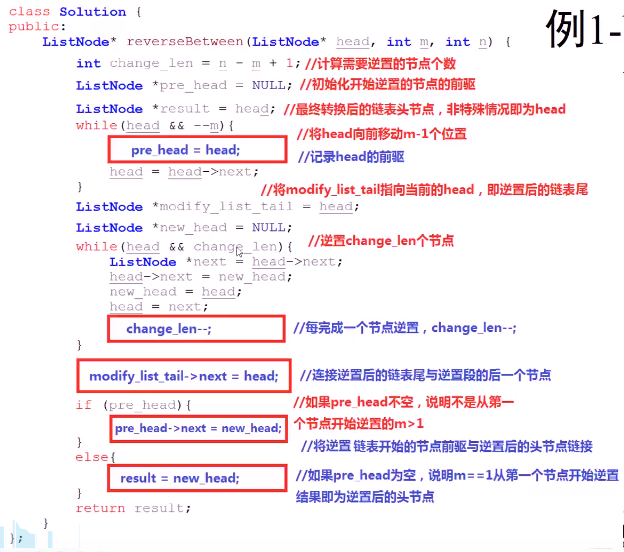 class Solution {
例1-
public:
ListNode* reverseBetween(ListNode* head, int m, int n) {
int change_len = n - m + 1; //计算需要逆置的节点个数
ListNode *pre_head = NULL; //初始化开始逆置的节点的前驱
ListNode *result = head; //最终转换后的链表头节点，非特殊情况即为head
while(head && --m){ //将head向前移动m-1个位置
pre_head = head; //记录head的前驱
head = head->next;
} //将modify_list_tail指向当前的head，即逆置后的链表尾
ListNode *modify_list_tail = head;
ListNode *new_head = NULL;
while(head && change_len){ //逆置change_len个节点
ListNode *next = head->next;
head->next = new_head;
new_head = head;
head = next;
change_len--; //每完成一个节点逆置，change_len--;
}
modify_list_tail->next = head; //连接逆置后的链表尾与逆置段的后一个节点
if (pre_head){ //如果pre_head不空，说明不是从第一
pre_head->next = new_head; 个节点开始逆置的m>1
} //将逆置 链表开始的节点前驱与逆置后的头节点链接
else{
result = new_head; //如果pre_head为空，说明m==1从第一个节点开始逆置
} 结果即为逆置后的头节点
return result;
}
};